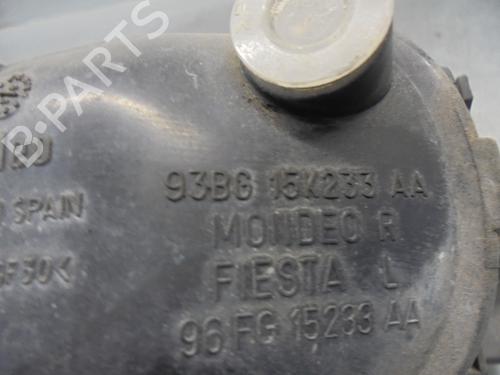 B-Parts
SPAIN
93BG 15K233 AA
MONDEO R
FIESTA L
96FG 15233 AA